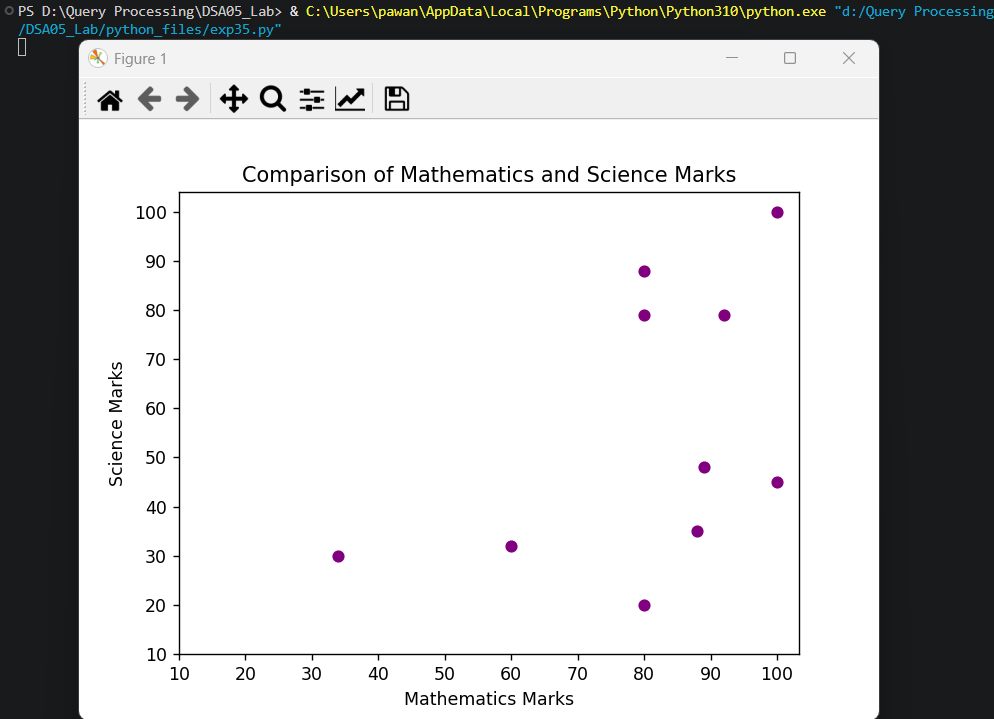 PS D:\Query Processing\DSA05_Lab> & C:\Users\pawan\AppData\Local\Programs\Python\Python310\python.exe "d:/Query Processing
/DSA05_Lab/python_files/exp35.py"
Figure 1
Comparison of Mathematics and Science Marks
100
90
80
70
60
50
40
30
20
10
Science Marks
10 20 30 40 50 60 70 80 90 100
Mathematics Marks